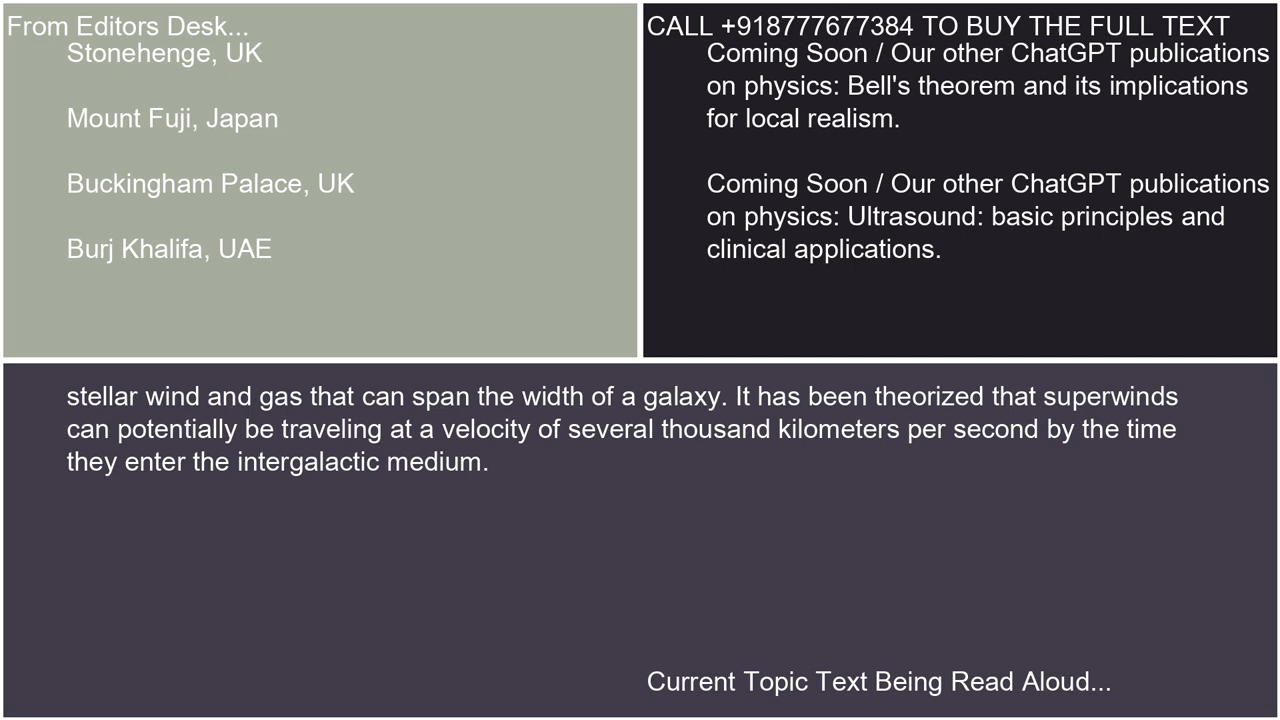 From Editors Desk...
Stonehenge, UK
Mount Fuji, Japan
Buckingham Palace, UK
Burj Khalifa, UAE
CALL +918777677384 TO BUY THE FULL TEXT
Coming Soon / Our other ChatGPT publications
on physics: Bell's theorem and its implications
for local realism.
Coming Soon / Our other ChatGPT publications
on physics: Ultrasound: basic principles and
clinical applications.
stellar wind and gas that can span the width of a galaxy. It has been theorized that superwinds
can potentially be traveling at a velocity of several thousand kilometers per second by the time
they enter the intergalactic medium.
Current Topic Text Being Read Aloud...